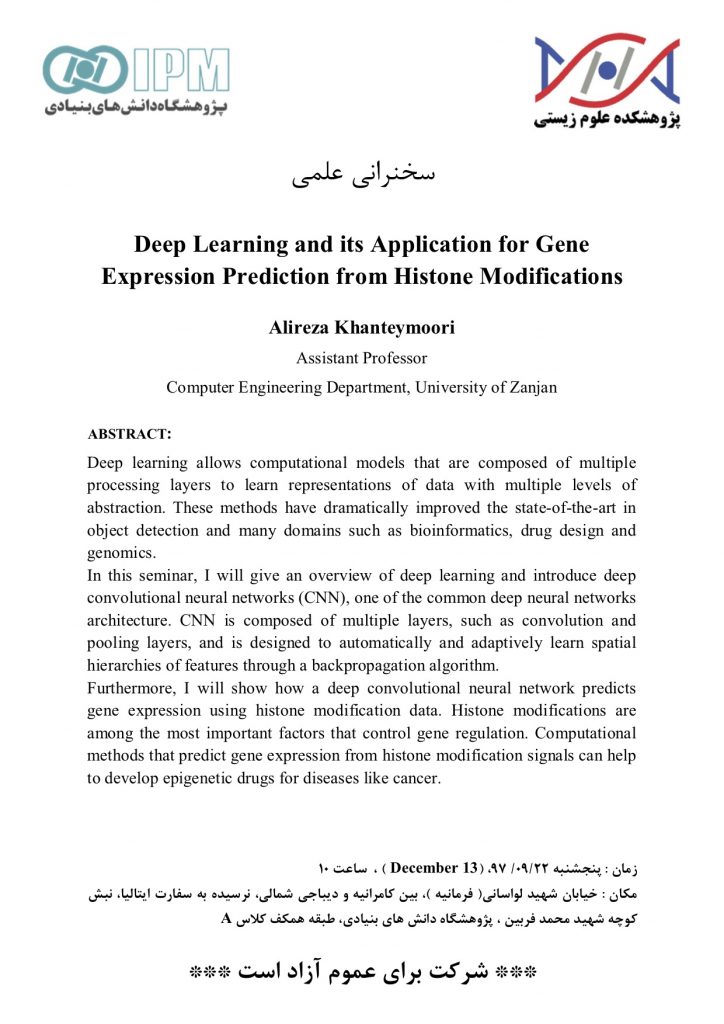 IPM
پژوهشگاه دانش‌های بنیادی
پژوهشکده علوم زیستی
سخنرانی علمی
Deep Learning and its Application for Gene
Expression Prediction from Histone Modifications
Alireza Khanteymoori
Assistant Professor
Computer Engineering Department, University of Zanjan
ABSTRACT:
Deep learning allows computational models that are composed of multiple
processing layers to learn representations of data with multiple levels of
abstraction. These methods have dramatically improved the state-of-the-art in
object detection and many domains such as bioinformatics, drug design and
genomics.
In this seminar, I will give an overview of deep learning and introduce deep
convolutional neural networks (CNN), one of the common deep neural networks
architecture. CNN is composed of multiple layers, such as convolution and
pooling layers, and is designed to automatically and adaptively learn spatial
hierarchies of features through a backpropagation algorithm.
Furthermore, I will show how a deep convolutional neural network predicts
gene expression using histone modification data. Histone modifications are
among the most important factors that control gene regulation. Computational
methods that predict gene expression from histone modification signals can help
to develop epigenetic drugs for diseases like cancer.
زمان : پنجشنبه ۹۷/۰۹/۲۲، (December 13 ) ، ساعت ۱۰
مکان : خیابان شهید لواسانی( فرمانیه )، بین کامرانیه و دیباجی شمالی، نرسیده به سفارت ایتالیا، نبش
کوچه شهید محمد فربین ، پژوهشگاه دانش های بنیادی، طبقه همکف کلاس A
*** شرکت برای عموم آزاد است ***